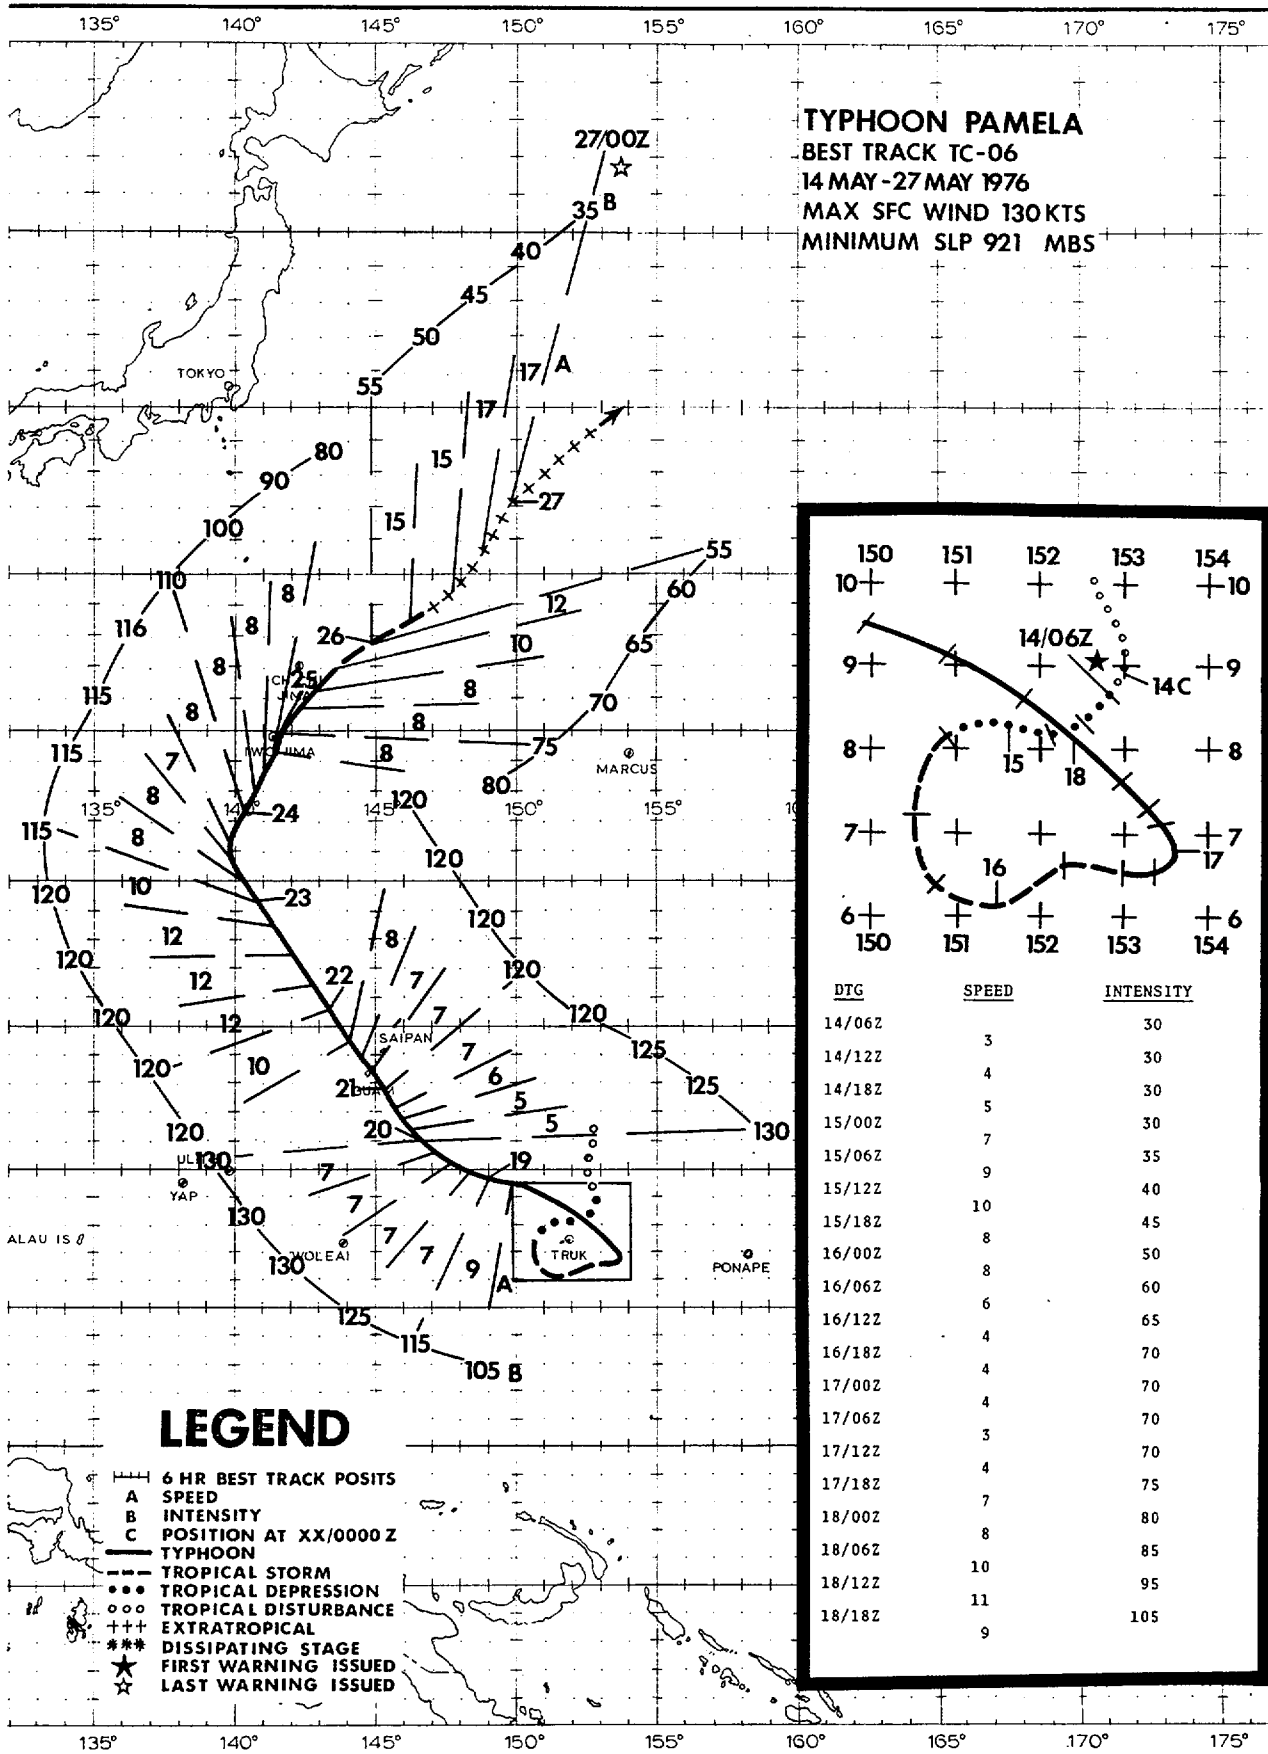 135° 140° 145° 150° 155° 160° 165° 170° 175°
TYPHOON PAMELA
BEST TRACK TC-06
14 MAY-27 MAY 1976
MAX SFC WIND 130 KTS
MINIMUM SLP 921 MBS
27/00Z
35 B
40
45
50
55
TOKYO
17 A
17
15
15
27
80
90
100
110
116
115
115
115
120
120
120
120
120
130
130
130
125
115
105 B
55
60
65
70
75
80
12
10
8
8
8
26
25
IWO JIMA
MARCUS
8
8
8
8
7
8
8
10
12
12
12
10
135° 140° 145° 150° 155°
24
23
22
21
20
19
120
120
120
120
120
125
125
130
8
7
7
7
6
5
5
SAIPAN
GUAM
YAP
WOLEAI
TRUK
PONAPE
7
7
7
7
9
A
150 151 152 153 154
10 10
14/06Z
9 9
14C
8 8
15 18
7 7
17
16
6 6
150 151 152 153 154
DTG SPEED INTENSITY
14/06Z 30
3
14/12Z 30
4
14/18Z 30
5
15/00Z 30
7
15/06Z 35
9
15/12Z 40
10
15/18Z 45
8
16/00Z 50
8
16/06Z 60
6
16/12Z 65
4
16/18Z 70
4
17/00Z 70
4
17/06Z 70
3
17/12Z 70
4
17/18Z 75
7
18/00Z 80
8
18/06Z 85
10
18/12Z 95
11
18/18Z 105
9
LEGEND
6 HR BEST TRACK POSITS
A SPEED
B INTENSITY
C POSITION AT XX/0000 Z
TYPHOON
TROPICAL STORM
TROPICAL DEPRESSION
TROPICAL DISTURBANCE
EXTRATROPICAL
DISSIPATING STAGE
FIRST WARNING ISSUED
LAST WARNING ISSUED
135° 140° 145° 150° 155° 160° 165° 170° 175°